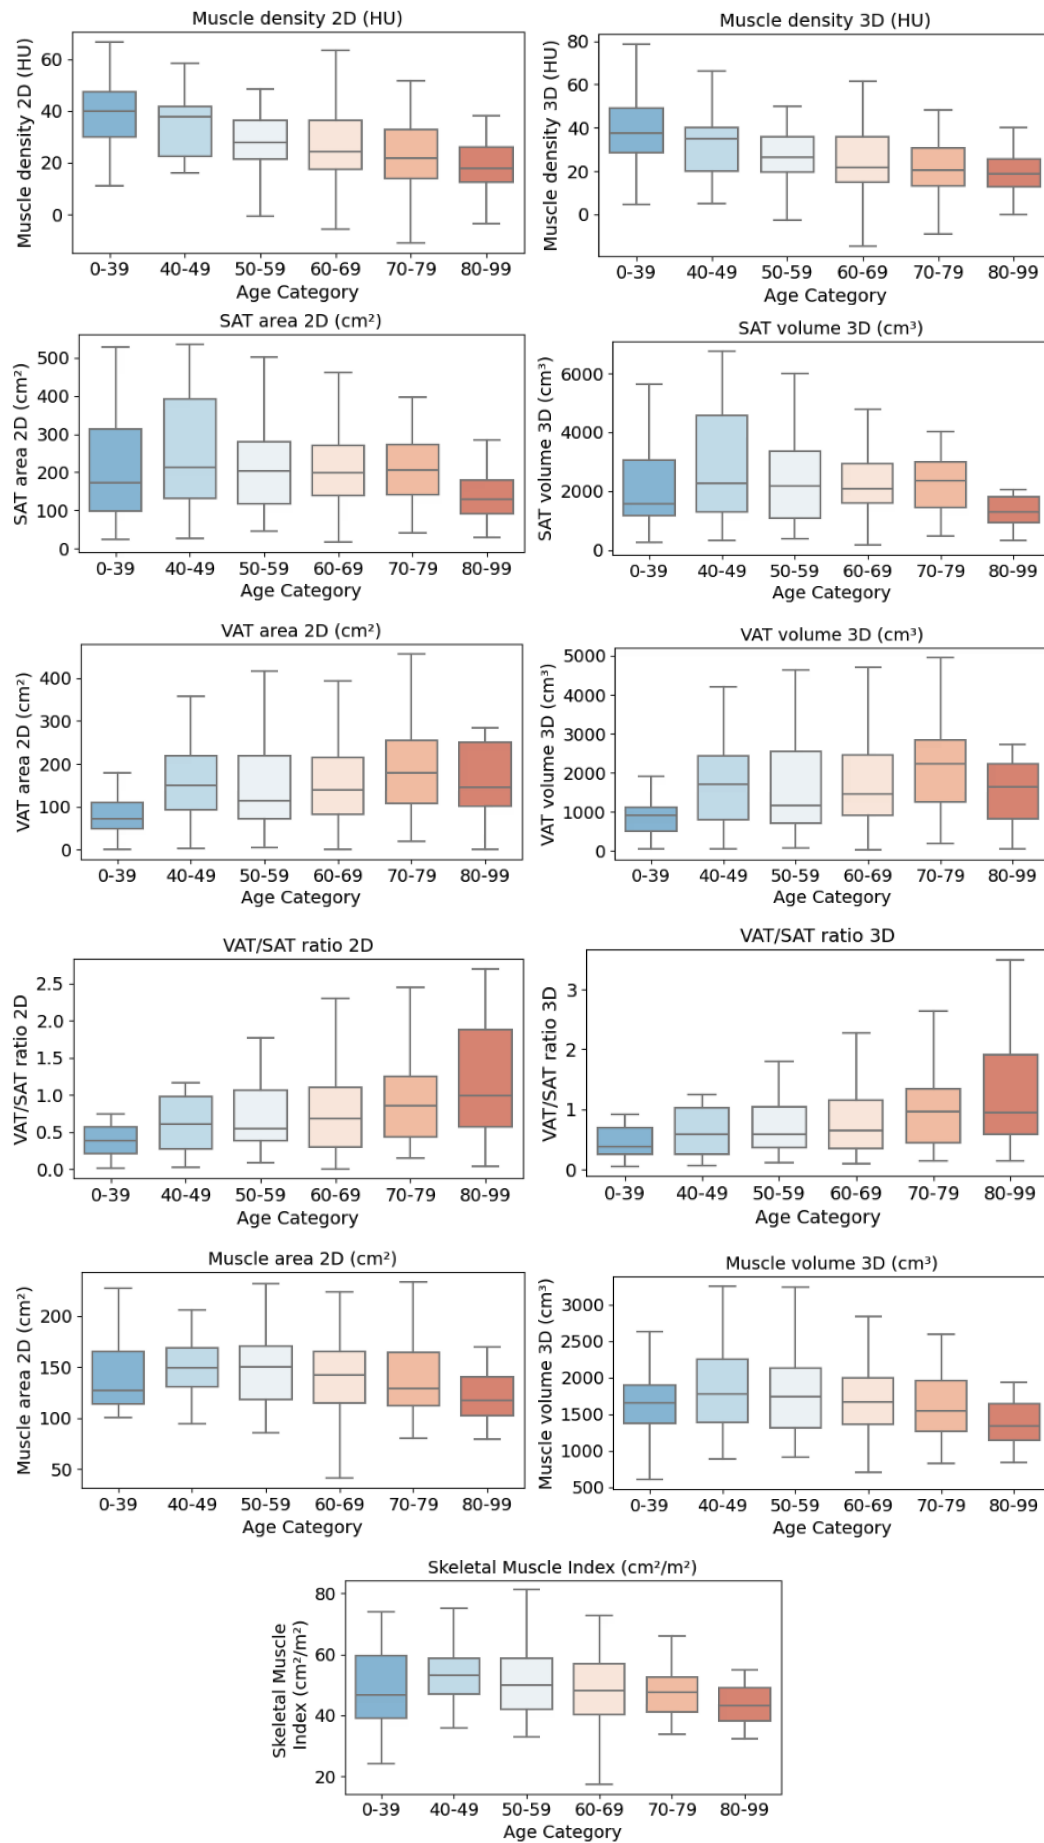 Muscle density 2D (HU)
Muscle density 2D (HU)
60
40
20
0
0-39 40-49 50-59 60-69 70-79 80-99
Age Category
Muscle density 3D (HU)
Muscle density 3D (HU)
80
60
40
20
0
0-39 40-49 50-59 60-69 70-79 80-99
Age Category
SAT area 2D (cm²)
SAT area 2D (cm²)
500
400
300
200
100
0
0-39 40-49 50-59 60-69 70-79 80-99
Age Category
SAT volume 3D (cm³)
SAT volume 3D (cm³)
6000
4000
2000
0
0-39 40-49 50-59 60-69 70-79 80-99
Age Category
VAT area 2D (cm²)
VAT area 2D (cm²)
400
300
200
100
0
0-39 40-49 50-59 60-69 70-79 80-99
Age Category
VAT volume 3D (cm³)
VAT volume 3D (cm³)
5000
4000
3000
2000
1000
0
0-39 40-49 50-59 60-69 70-79 80-99
Age Category
VAT/SAT ratio 2D
VAT/SAT ratio 2D
2.5
2.0
1.5
1.0
0.5
0.0
0-39 40-49 50-59 60-69 70-79 80-99
Age Category
VAT/SAT ratio 3D
VAT/SAT ratio 3D
3
2
1
0
0-39 40-49 50-59 60-69 70-79 80-99
Age Category
Muscle area 2D (cm²)
Muscle area 2D (cm²)
200
150
100
50
0-39 40-49 50-59 60-69 70-79 80-99
Age Category
Muscle volume 3D (cm³)
Muscle volume 3D (cm³)
3000
2500
2000
1500
1000
500
0-39 40-49 50-59 60-69 70-79 80-99
Age Category
Skeletal Muscle Index (cm²/m²)
Skeletal Muscle
Index (cm²/m²)
80
60
40
20
0-39 40-49 50-59 60-69 70-79 80-99
Age Category